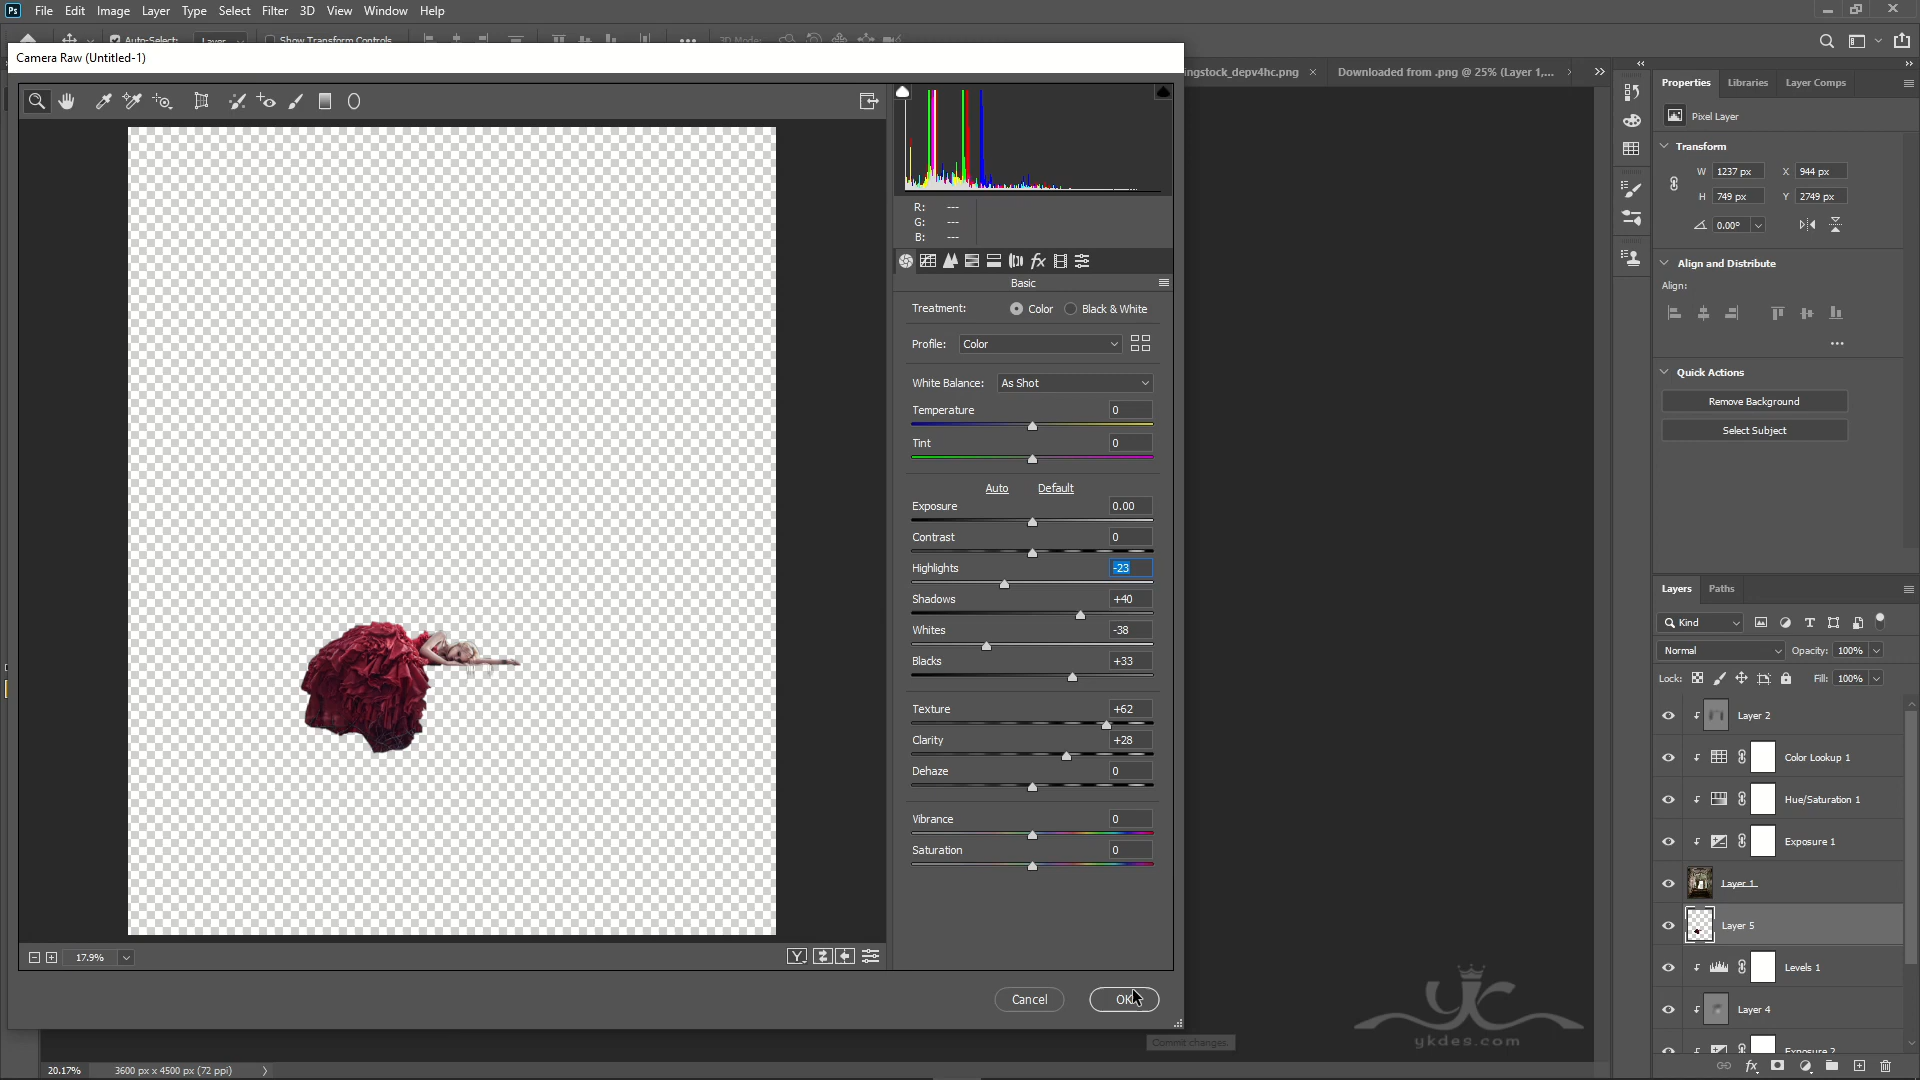 Ps File Edit Image Layer Type Select Filter 3D View Window Help
Auto-Select: Layer Show Transform Controls 3D Mode:
Camera Raw (Untitled-1)
ingstock_depv4hc.png × Downloaded from .png @ 25% (Layer 1,... ×
R: ---
G: ---
B: ---
Basic
Treatment: Color Black & White
Profile: Color
White Balance: As Shot
Temperature 0
Tint 0
Auto Default
Exposure 0.00
Contrast 0
Highlights -23
Shadows +40
Whites -38
Blacks +33
Texture +62
Clarity +28
Dehaze 0
Vibrance 0
Saturation 0
17.9%
Y
Cancel OK
Commit changes.
20.17% 3600 px x 4500 px (72 ppi)
ykdes.com
Properties Libraries Layer Comps
Pixel Layer
Transform
W 1237 px X 944 px
H 749 px Y 2749 px
0.00°
Align and Distribute
Align:
Quick Actions
Remove Background
Select Subject
Layers Paths
Kind
Normal Opacity: 100%
Lock: Fill: 100%
Layer 2
Color Lookup 1
Hue/Saturation 1
Exposure 1
Layer 1
Layer 5
Levels 1
Layer 4
Exposure 2
fx